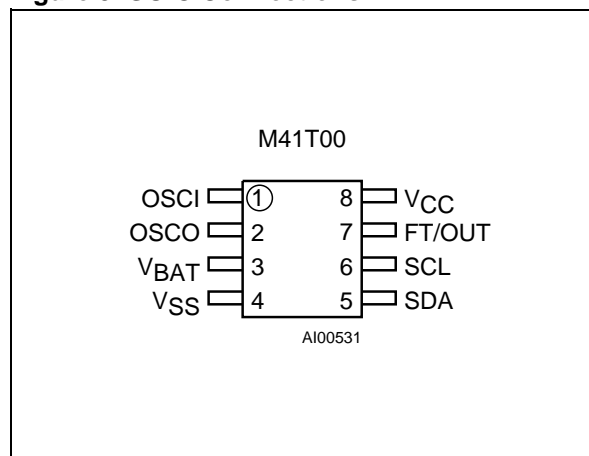 M41T00
OSCI 1 8 VCC
OSCO 2 7 FT/OUT
VBAT 3 6 SCL
VSS 4 5 SDA
AI00531